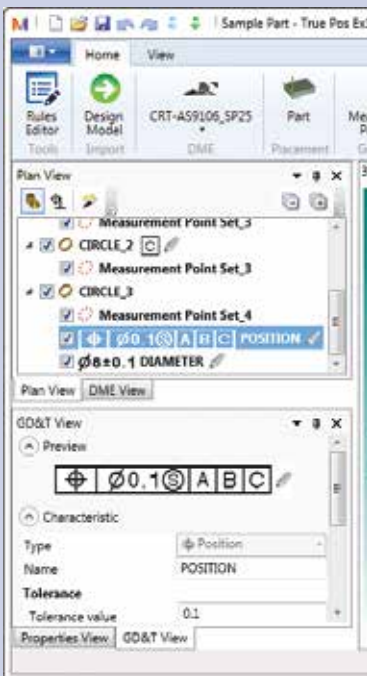 Sample Part - True Pos Ex
Home View
Rules Editor
Design Model
CRT-AS9106_SP25
Part
Tools Import DME Placement
Plan View
Measurement Point Set_3
CIRCLE_2 C
Measurement Point Set_3
CIRCLE_3
Measurement Point Set_4
⌖ Ø0.1Ⓢ A B C POSITION
Ø8±0.1 DIAMETER
Plan View DME View
GD&T View
Preview
⌖ Ø0.1Ⓢ A B C
Characteristic
Type ⌖ Position
Name POSITION
Tolerance
Tolerance value 0.1
Properties View GD&T View